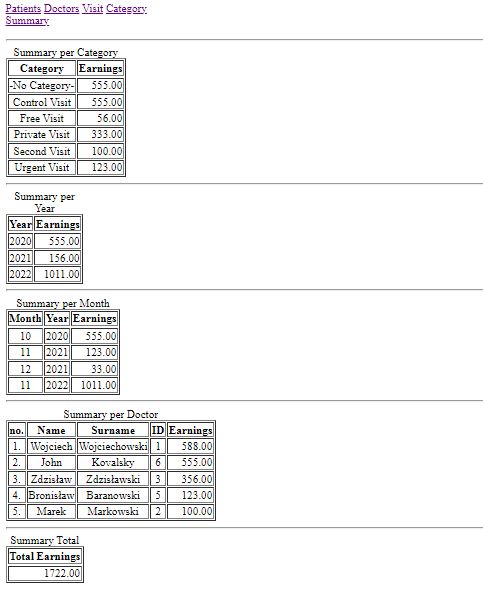 Patients Doctors Visit Category
Summary
Summary per Category
Category Earnings
-No Category- 555.00
Control Visit 555.00
Free Visit 56.00
Private Visit 333.00
Second Visit 100.00
Urgent Visit 123.00
Summary per
Year
Year Earnings
2020 555.00
2021 156.00
2022 1011.00
Summary per Month
Month Year Earnings
10 2020 555.00
11 2021 123.00
12 2021 33.00
11 2022 1011.00
Summary per Doctor
no. Name Surname ID Earnings
1. Wojciech Wojciechowski 1 588.00
2. John Kovalsky 6 555.00
3. Zdzisław Zdzisławski 3 356.00
4. Bronisław Baranowski 5 123.00
5. Marek Markowski 2 100.00
Summary Total
Total Earnings
1722.00